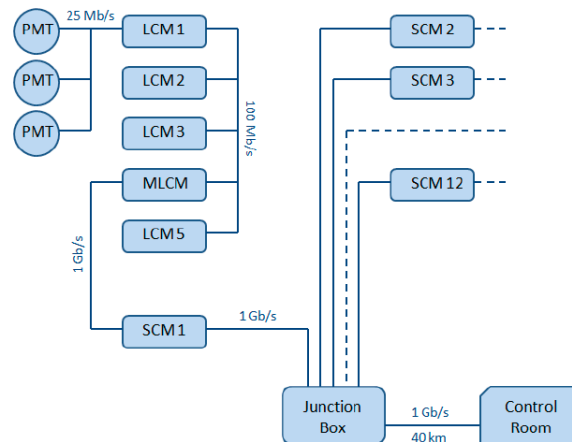 PMT
25 Mb/s
LCM 1
SCM 2
PMT
LCM 2
SCM 3
PMT
LCM 3
100 Mb/s
MLCM
SCM 12
LCM 5
1 Gb/s
SCM 1
1 Gb/s
Junction
Box
1 Gb/s
40 km
Control
Room